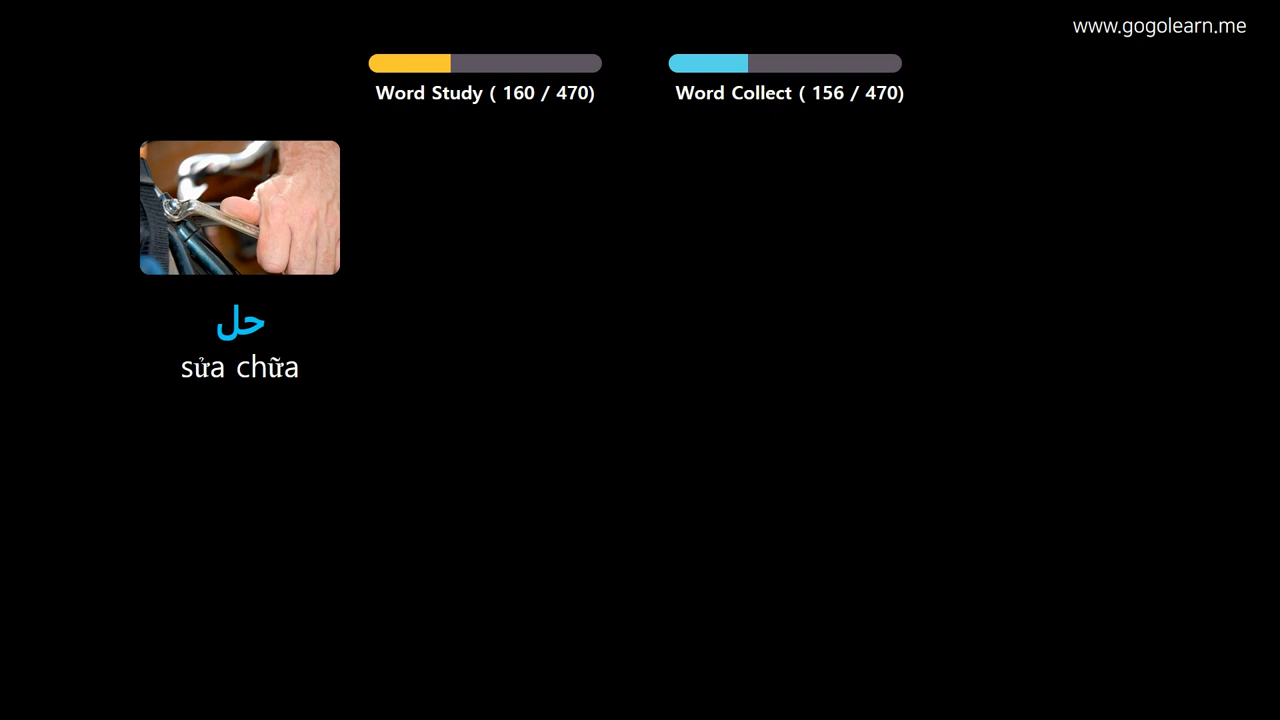 www.gogolearn.me
Word Study ( 160 / 470)
Word Collect ( 156 / 470)
حل
sửa chữa